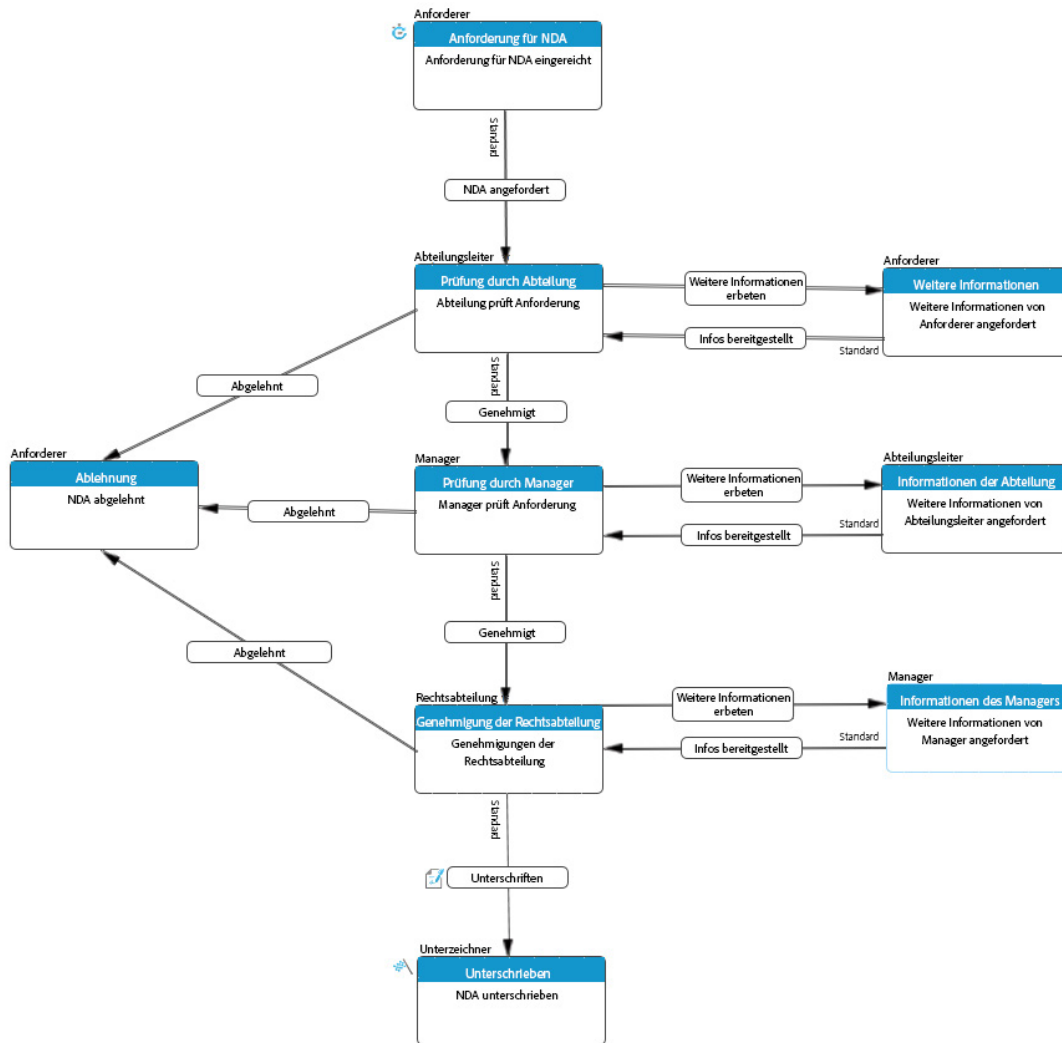 Anforderer
Anforderung für NDA
Anforderung für NDA eingereicht
Standard
NDA angefordert
Abteilungsleiter
Prüfung durch Abteilung
Abteilung prüft Anforderung
Weitere Informationen
erbeten
Anforderer
Weitere Informationen
Weitere Informationen von
Anforderer angefordert
Infos bereitgestellt
Standard
Abgelehnt
Standard
Genehmigt
Anforderer
Ablehnung
NDA abgelehnt
Manager
Prüfung durch Manager
Manager prüft Anforderung
Abgelehnt
Weitere Informationen
erbeten
Abteilungsleiter
Informationen der Abteilung
Weitere Informationen von
Abteilungsleiter angefordert
Infos bereitgestellt
Standard
Standard
Genehmigt
Abgelehnt
Rechtsabteilung
Genehmigung der Rechtsabteilung
Genehmigungen der
Rechtsabteilung
Weitere Informationen
erbeten
Manager
Informationen des Managers
Weitere Informationen von
Manager angefordert
Infos bereitgestellt
Standard
Standard
Unterschriften
Unterzeichner
Unterschrieben
NDA unterschrieben